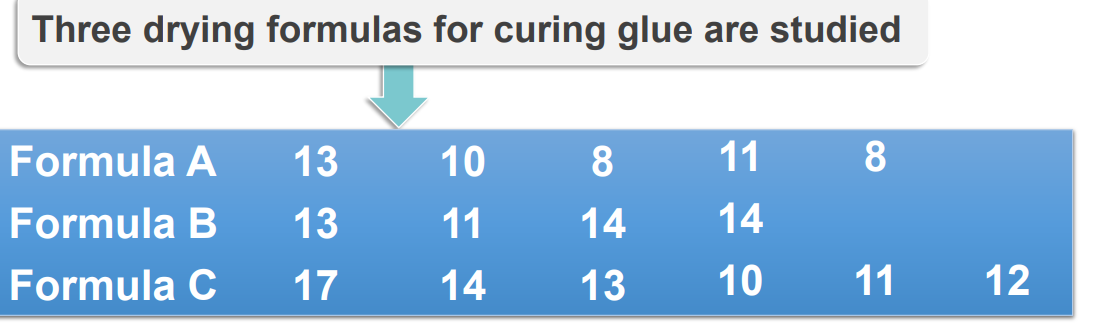 Three drying formulas for curing glue are studied
Formula A 13 10 8 11 8
Formula B 13 11 14 14
Formula C 17 14 13 10 11 12